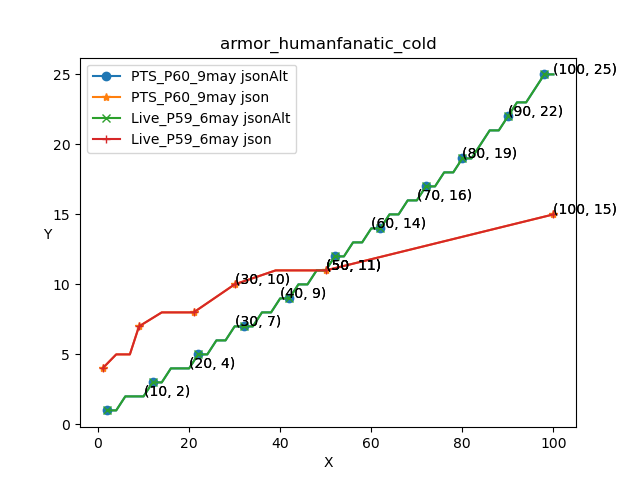 armor_humanfanatic_cold
PTS_P60_9may jsonAlt
PTS_P60_9may json
Live_P59_6may jsonAlt
Live_P59_6may json
(100, 25)
(90, 22)
(80, 19)
(70, 16)
(60, 14)
(100, 15)
(50, 11)
(30, 10)
(40, 9)
(30, 7)
(20, 4)
(10, 2)
25
20
15
10
5
0
Y
0 20 40 60 80 100
X